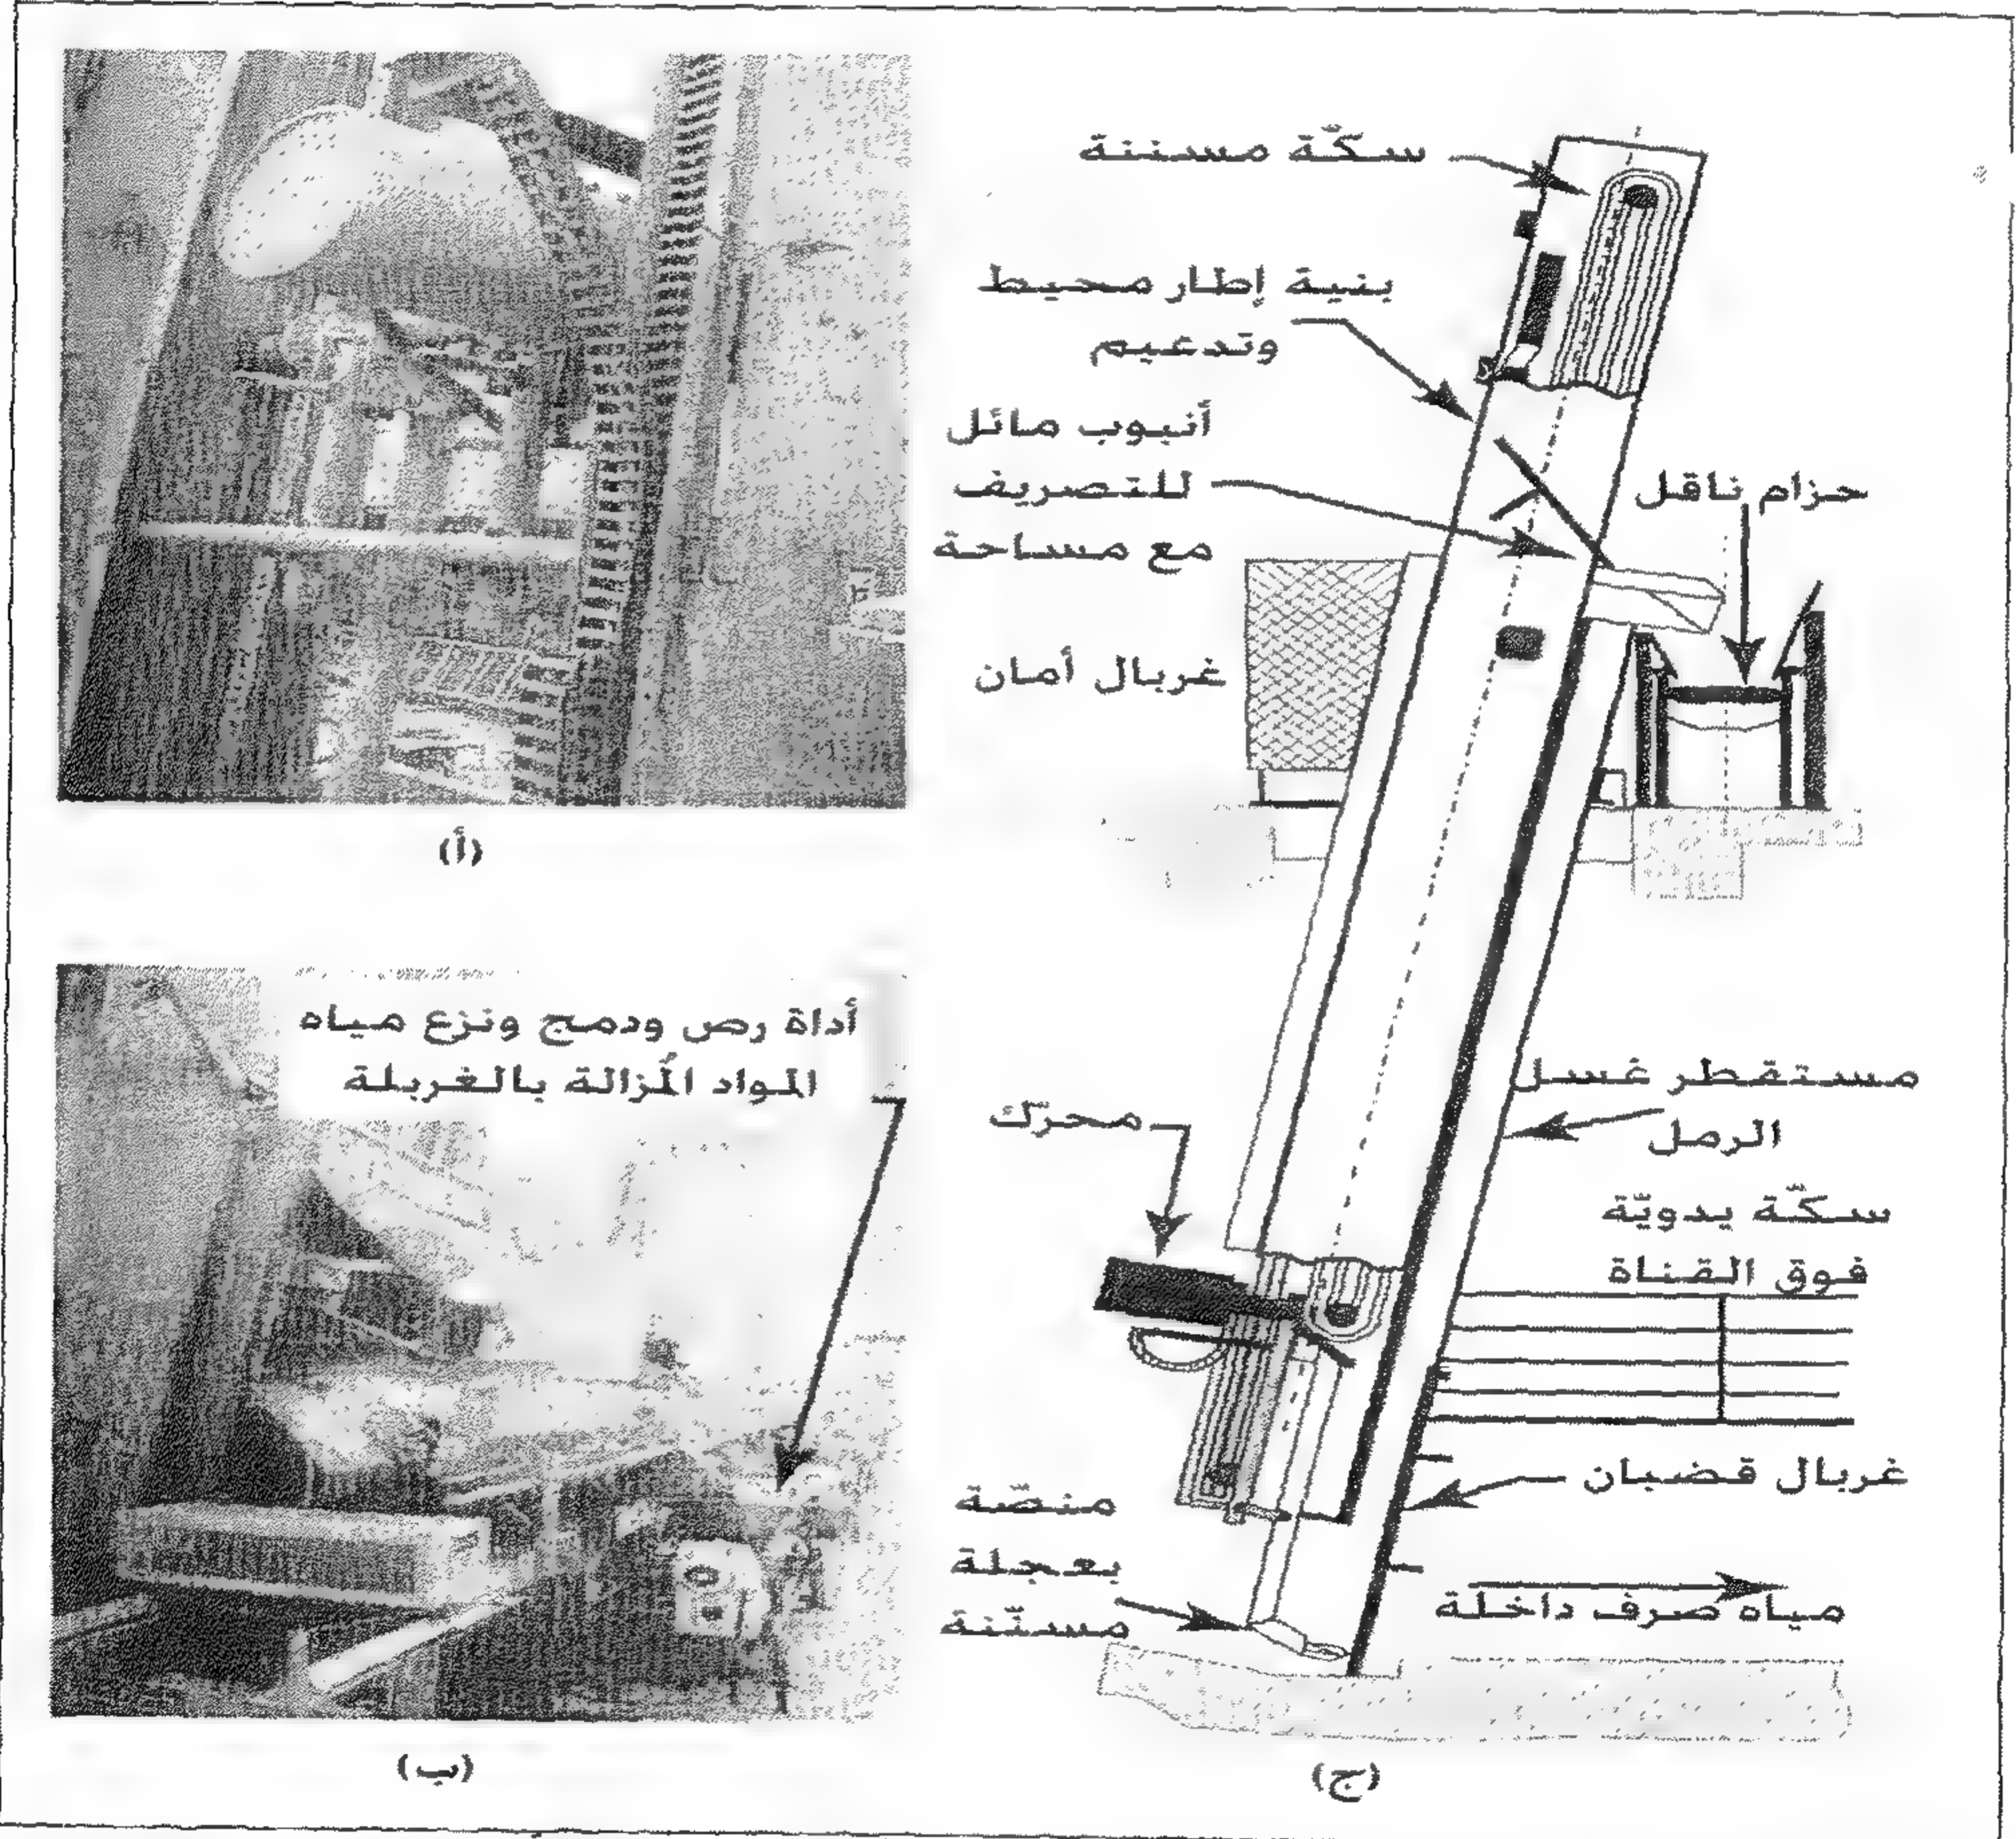 سكّة مسننة
بنية إطار محيط
وتدعيم
أنبوب مائل
للتصريف
مع مساحة
حزام ناقل
غربال أمان
(أ)
أداة رص ودمج ونزع مياه
المواد المُزالة بالغربلة
محرّك
مستقطر غسل
الرمل
سكّة يدويّة
فوق القناة
غربال قضبان
منصّة
بعجلة
مسنّنة
مياه صرف داخلة
(ب)
(ج)